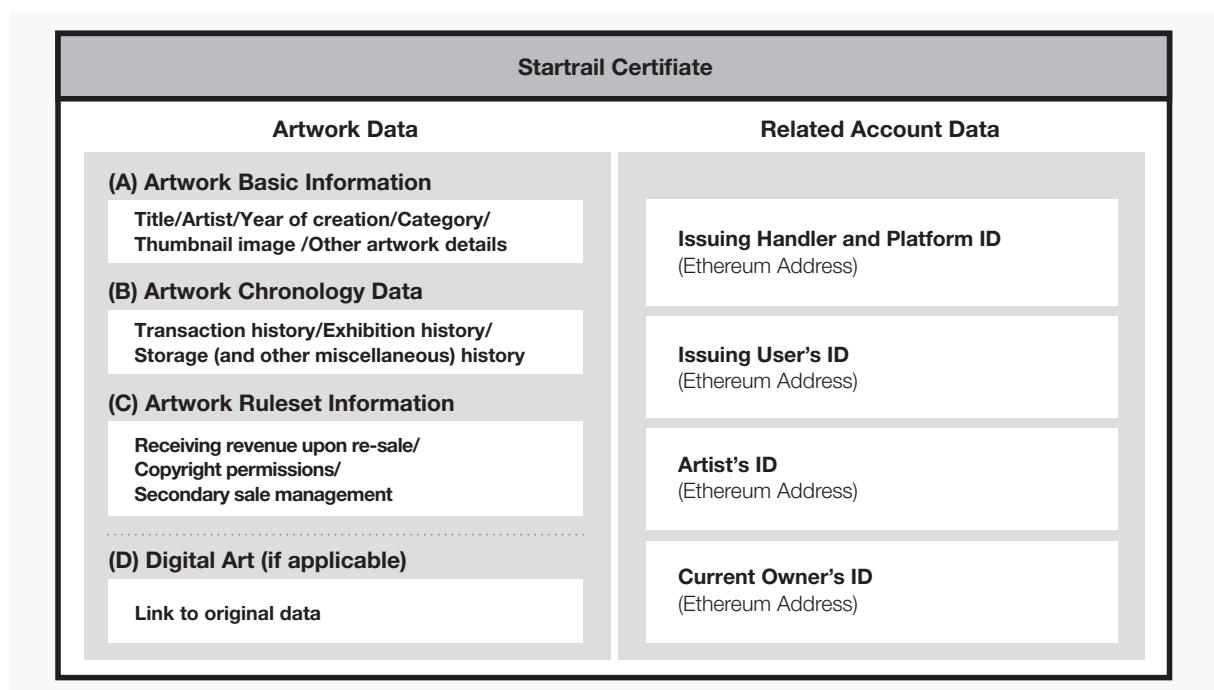 Startrail Certifiate
Artwork Data
(A) Artwork Basic Information
Title/Artist/Year of creation/Category/
Thumbnail image /Other artwork details
(B) Artwork Chronology Data
Transaction history/Exhibition history/
Storage (and other miscellaneous) history
(C) Artwork Ruleset Information
Receiving revenue upon re-sale/
Copyright permissions/
Secondary sale management
(D) Digital Art (if applicable)
Link to original data
Related Account Data
Issuing Handler and Platform ID
(Ethereum Address)
Issuing User’s ID
(Ethereum Address)
Artist’s ID
(Ethereum Address)
Current Owner’s ID
(Ethereum Address)